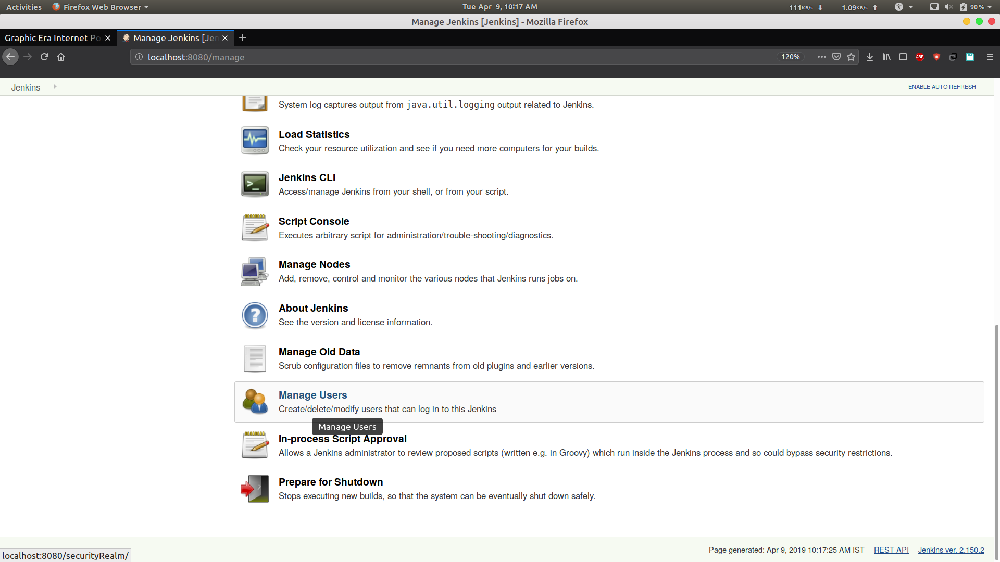 Activities Firefox Web Browser Tue Apr 9, 10:17 AM 111KB/s 1.09KB/s 90%
Manage Jenkins [Jenkins] - Mozilla Firefox
Graphic Era Internet Po Manage Jenkins [Jen
localhost:8080/manage 120% ABP
Jenkins ENABLE AUTO REFRESH
System log captures output from java.util.logging output related to Jenkins.
Load Statistics
Check your resource utilization and see if you need more computers for your builds.
Jenkins CLI
Access/manage Jenkins from your shell, or from your script.
Script Console
Executes arbitrary script for administration/trouble-shooting/diagnostics.
Manage Nodes
Add, remove, control and monitor the various nodes that Jenkins runs jobs on.
About Jenkins
See the version and license information.
Manage Old Data
Scrub configuration files to remove remnants from old plugins and earlier versions.
Manage Users
Create/delete/modify users that can log in to this Jenkins
Manage Users
In-process Script Approval
Allows a Jenkins administrator to review proposed scripts (written e.g. in Groovy) which run inside the Jenkins process and so could bypass security restrictions.
Prepare for Shutdown
Stops executing new builds, so that the system can be eventually shut down safely.
Page generated: Apr 9, 2019 10:17:25 AM IST REST API Jenkins ver. 2.150.2
localhost:8080/securityRealm/